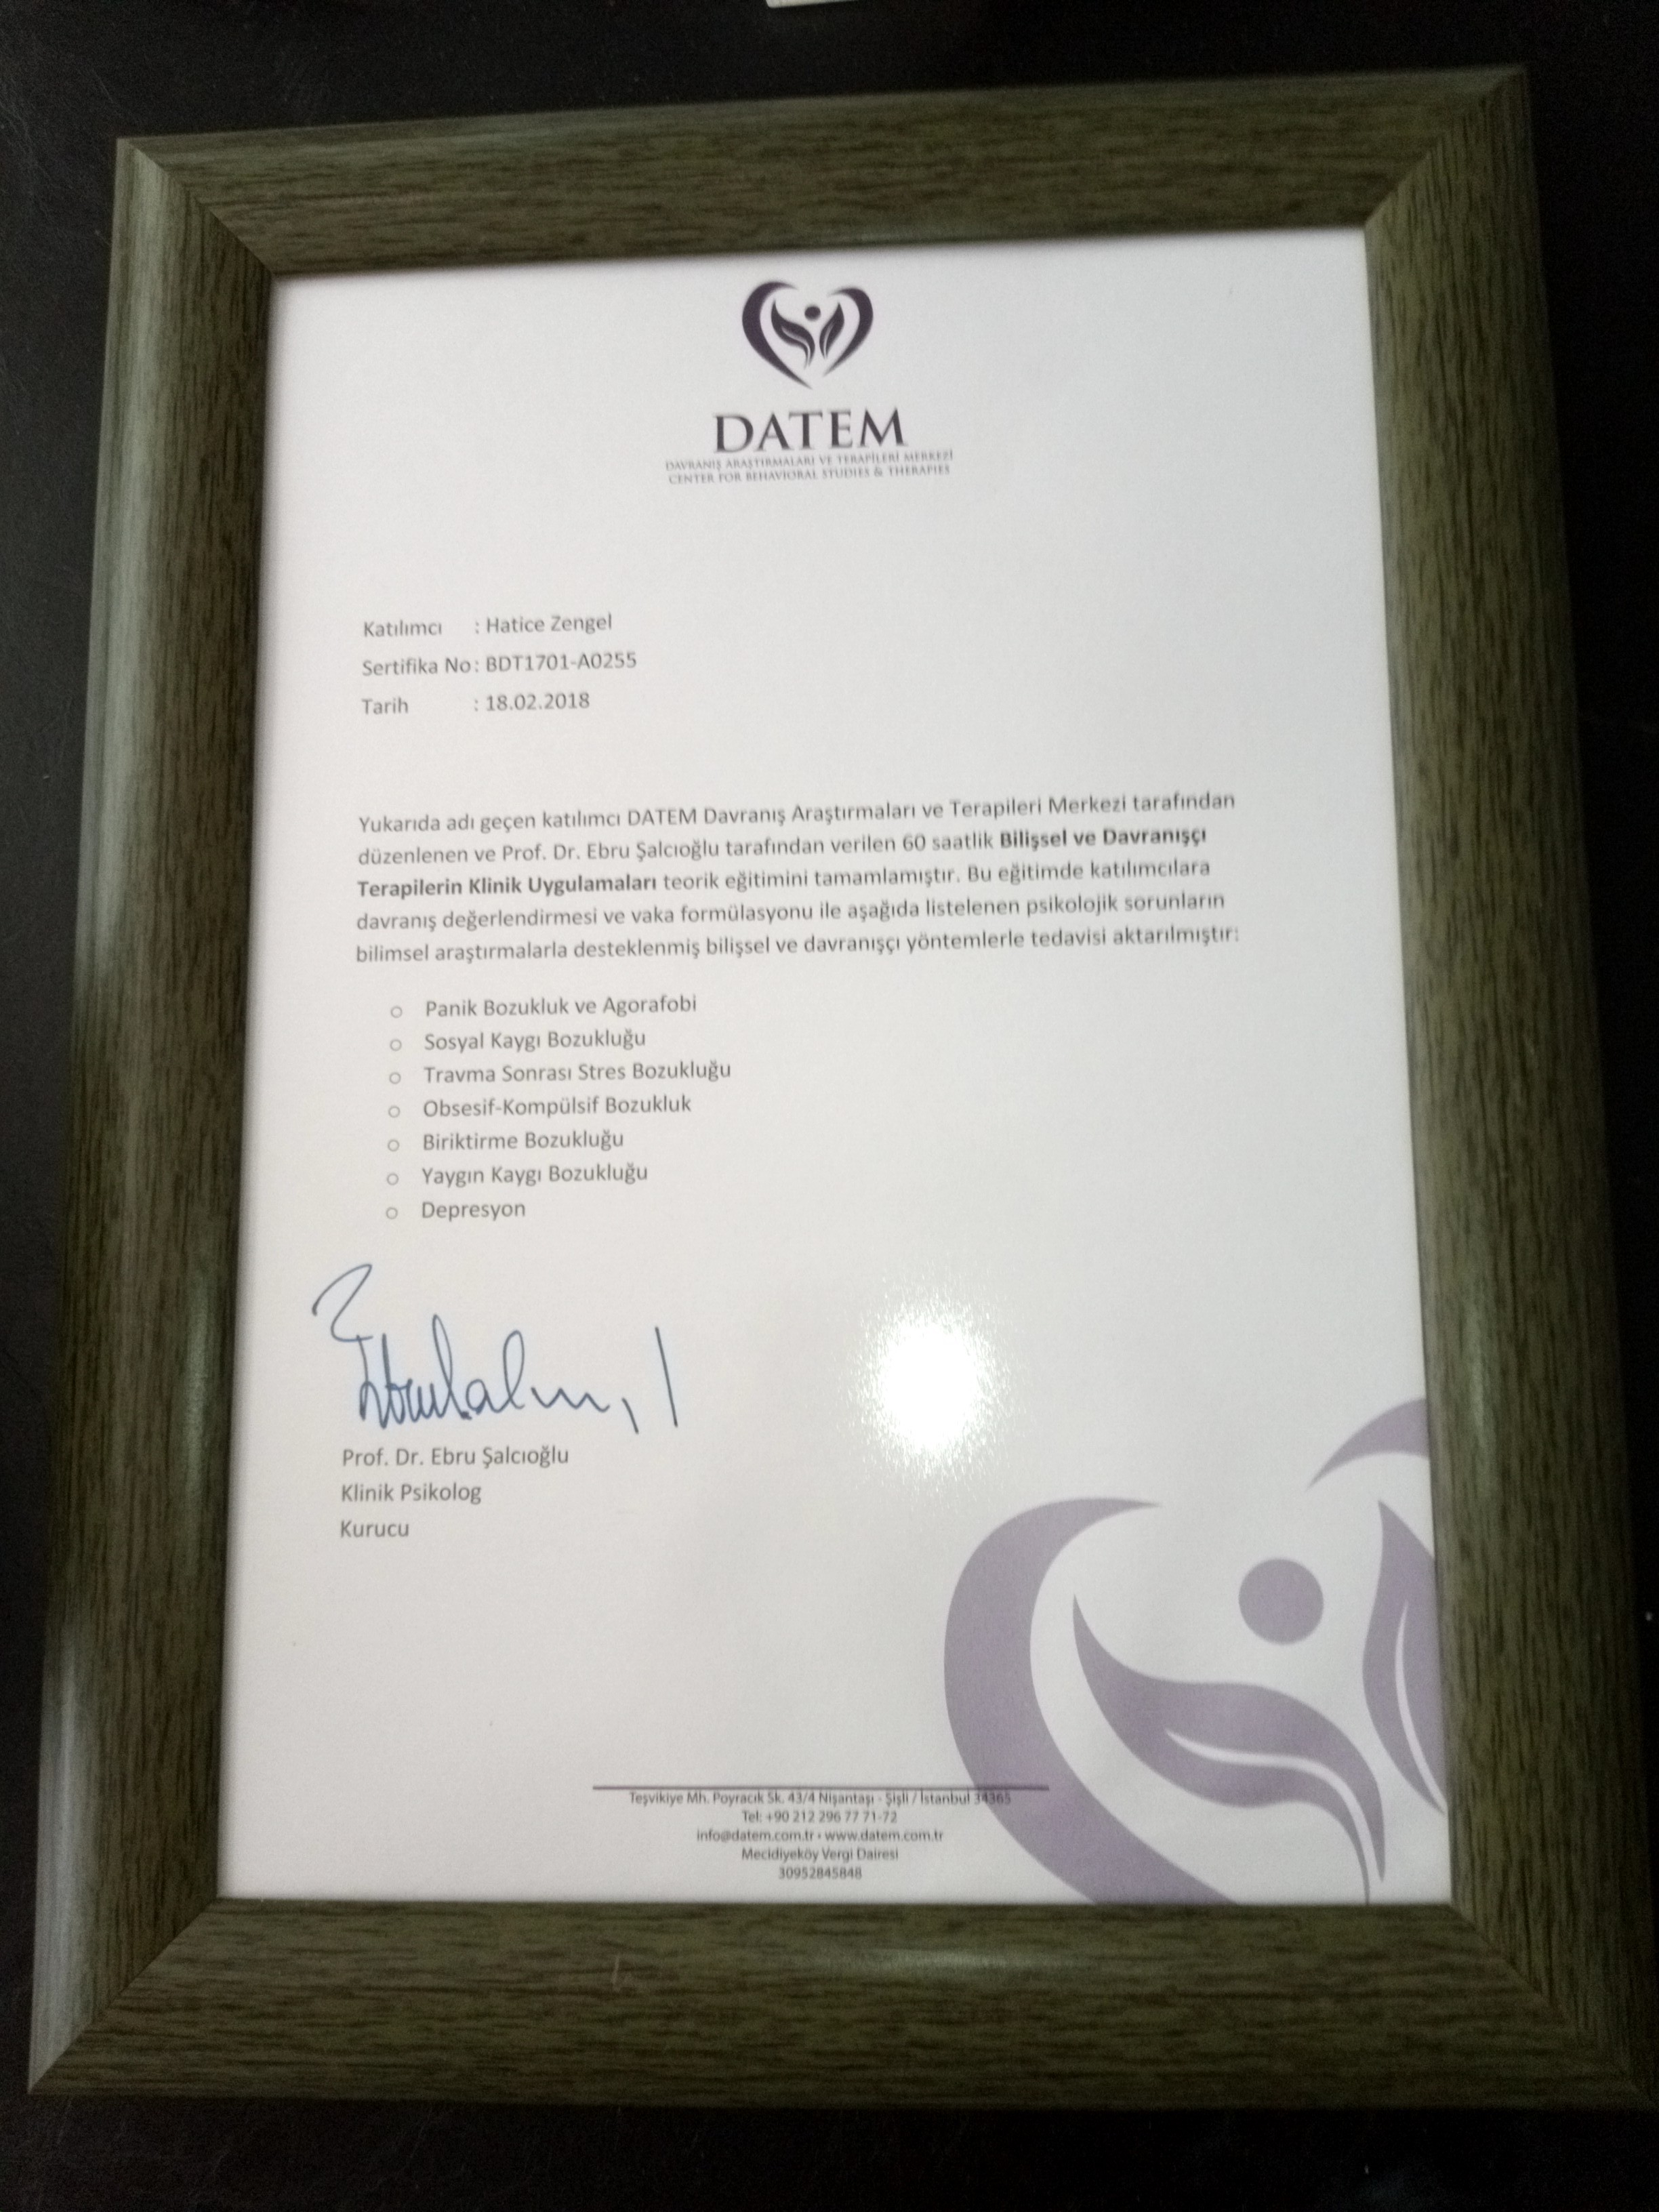 DATEM
DAVRANIŞ ARAŞTIRMALARI VE TERAPİLERİ MERKEZİ
CENTER FOR BEHAVIORAL STUDIES & THERAPIES
Katılımcı : Hatice Zengel
Sertifika No : BDT1701-A0255
Tarih : 18.02.2018
Yukarıda adı geçen katılımcı DATEM Davranış Araştırmaları ve Terapileri Merkezi tarafından
düzenlenen ve Prof. Dr. Ebru Şalcıoğlu tarafından verilen 60 saatlik Bilişsel ve Davranışçı
Terapilerin Klinik Uygulamaları teorik eğitimini tamamlamıştır. Bu eğitimde katılımcılara
davranış değerlendirmesi ve vaka formülasyonu ile aşağıda listelenen psikolojik sorunların
bilimsel araştırmalarla desteklenmiş bilişsel ve davranışçı yöntemlerle tedavisi aktarılmıştır:
○ Panik Bozukluk ve Agorafobi
○ Sosyal Kaygı Bozukluğu
○ Travma Sonrası Stres Bozukluğu
○ Obsesif-Kompülsif Bozukluk
○ Biriktirme Bozukluğu
○ Yaygın Kaygı Bozukluğu
○ Depresyon
Prof. Dr. Ebru Şalcıoğlu
Klinik Psikolog
Kurucu
Teşvikiye Mh. Poyracık Sk. 43/4 Nişantaşı - Şişli / İstanbul 34365
Tel: +90 212 296 77 71-72
info@datem.com.tr • www.datem.com.tr
Mecidiyeköy Vergi Dairesi
30952845848